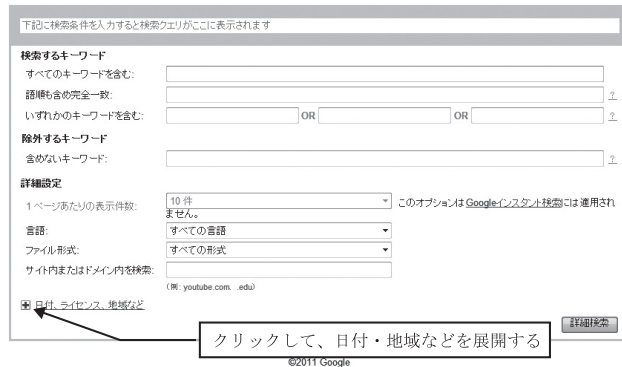 下記に検索条件を入力すると検索クエリがここに表示されます
検索するキーワード
すべてのキーワードを含む:
語順も含め完全一致: ?
いずれかのキーワードを含む: OR OR ?
除外するキーワード
含めないキーワード: ?
詳細設定
1 ページあたりの表示件数: 10 件 このオプションは Googleインスタント検索には適用され
ません。
言語: すべての言語
ファイル形式: すべての形式
サイト内またはドメイン内を検索:
(例: youtube.com. .edu)
日付、ライセンス、地域など
詳細検索
クリックして、日付・地域などを展開する
©2011 Google